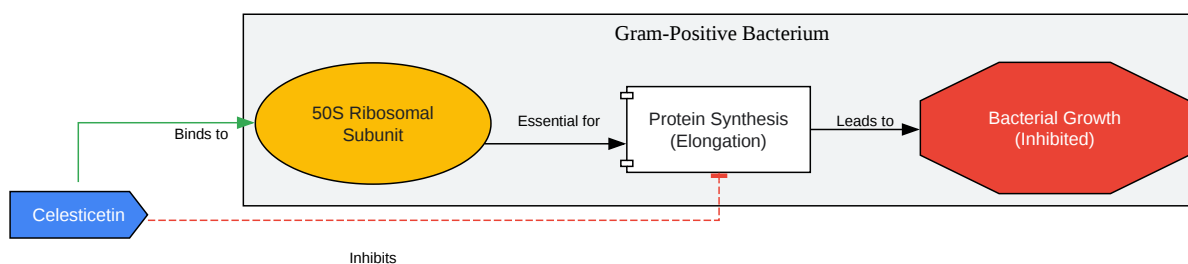 Gram-Positive Bacterium
50S Ribosomal
Subunit
Essential for
Protein Synthesis
(Elongation)
Leads to
Bacterial Growth
(Inhibited)
Binds to
Celesticetin
Inhibits